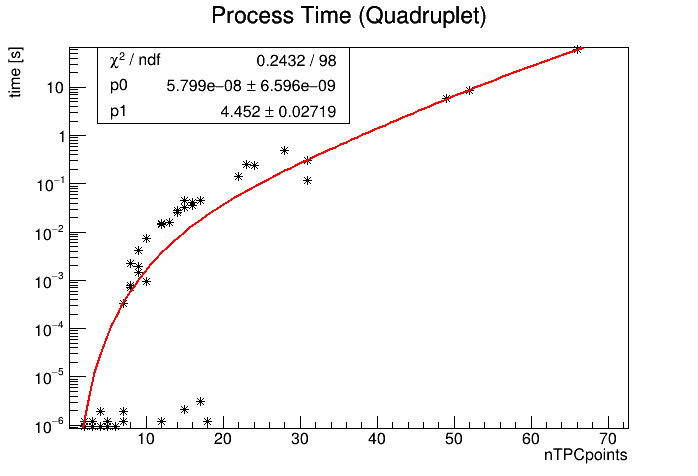 Process Time (Quadruplet)
time [s]
χ² / ndf 0.2432 / 98
p0 5.799e−08 ± 6.596e−09
p1 4.452 ± 0.02719
10
1
10⁻¹
10⁻²
10⁻³
10⁻⁴
10⁻⁵
10⁻⁶
10 20 30 40 50 60 70
nTPCpoints